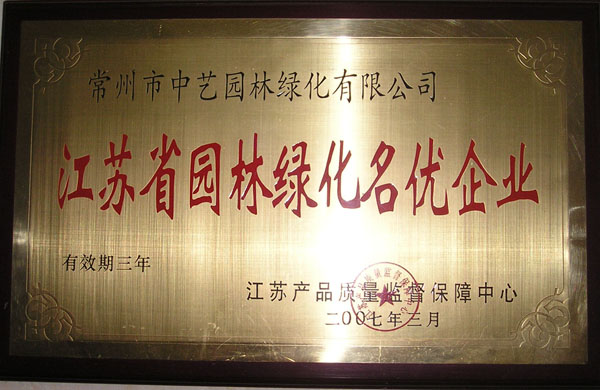 常州市中艺园林绿化有限公司
江苏省园林绿化名优企业
有效期三年
江苏产品质量监督保障中心
二00七年三月